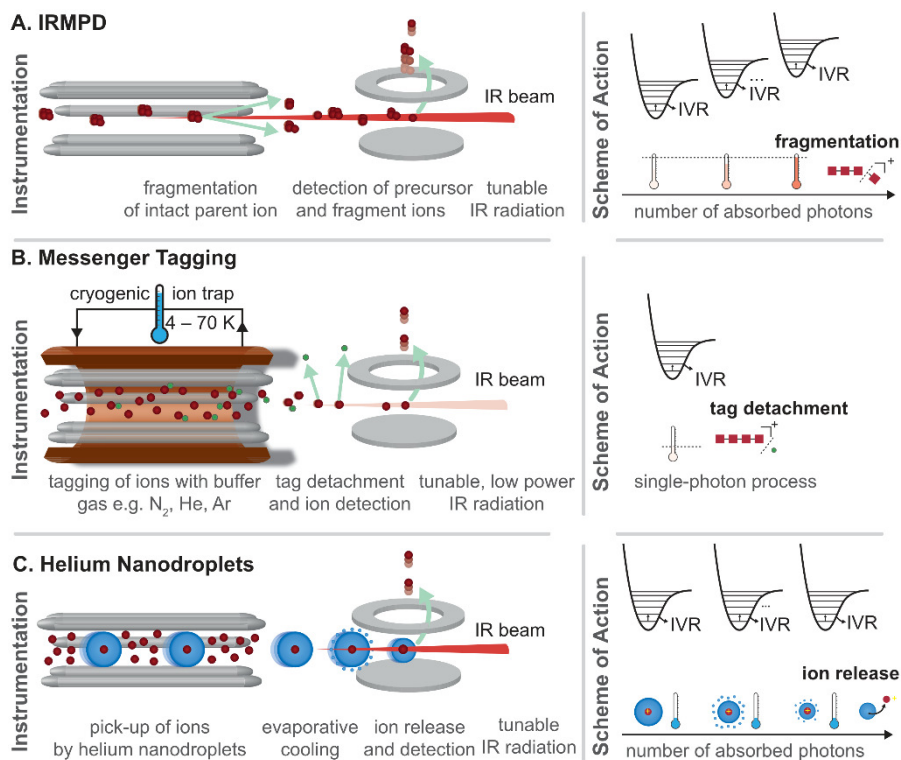 A. IRMPD
Instrumentation
IR beam
fragmentation
of intact parent ion
detection of precursor
and fragment ions
tunable
IR radiation
Scheme of Action
IVR
...
IVR
IVR
fragmentation
+
number of absorbed photons
B. Messenger Tagging
Instrumentation
cryogenic ion trap
4 – 70 K
IR beam
tagging of ions with buffer
gas e.g. N₂, He, Ar
tag detachment
and ion detection
tunable, low power
IR radiation
Scheme of Action
IVR
tag detachment
+
single-photon process
C. Helium Nanodroplets
Instrumentation
IR beam
pick-up of ions
by helium nanodroplets
evaporative
cooling
ion release
and detection
tunable
IR radiation
Scheme of Action
IVR
...
IVR
IVR
ion release
+
+
+
+
number of absorbed photons